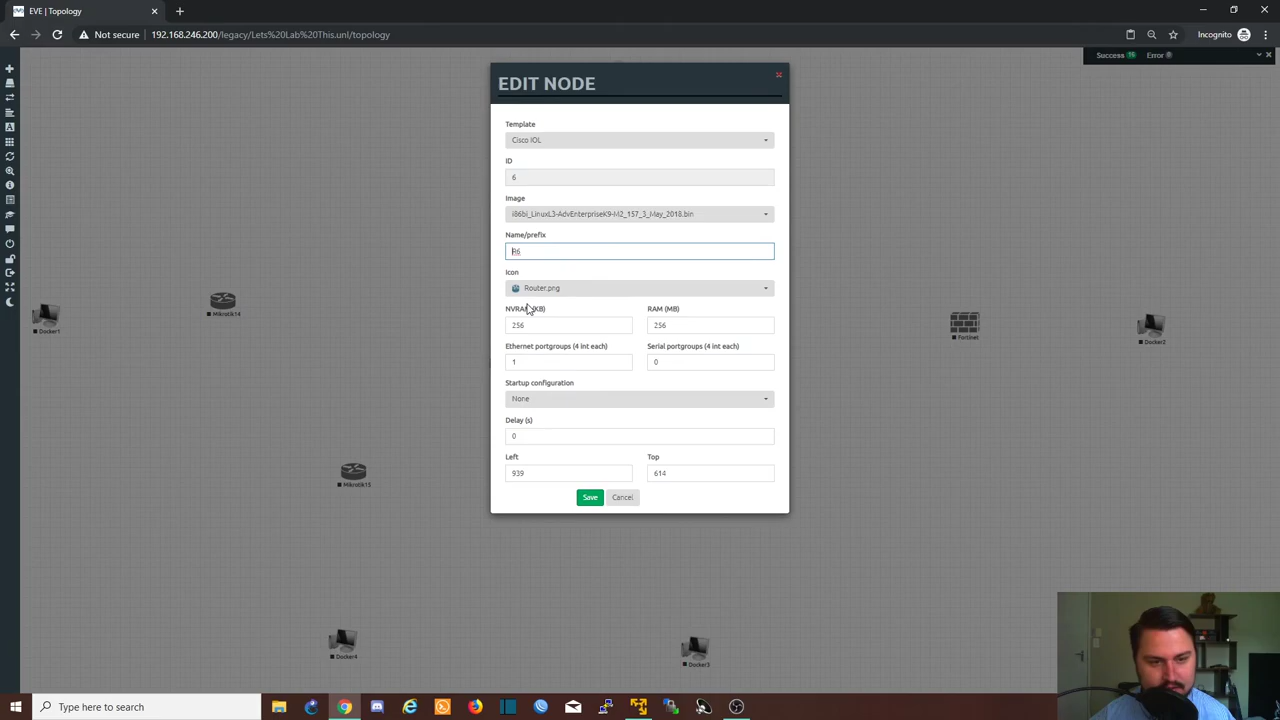 EVE | Topology
Not secure | 192.168.246.200/legacy/Lets%20Lab%20This.unl/topology
Incognito
Success 15 Error 0
EDIT NODE
Template
Cisco IOL
ID
6
Image
i86bi_LinuxL3-AdvEnterpriseK9-M2_157_3_May_2018.bin
Name/prefix
R6
Icon
Router.png
NVRAM (KB) RAM (MB)
256 256
Ethernet portgroups (4 int each) Serial portgroups (4 int each)
1 0
Startup configuration
None
Delay (s)
0
Left Top
939 614
Save Cancel
Docker1
Mikrotik14
Fortinet
Docker2
Mikrotik15
Docker4
Docker3
Type here to search